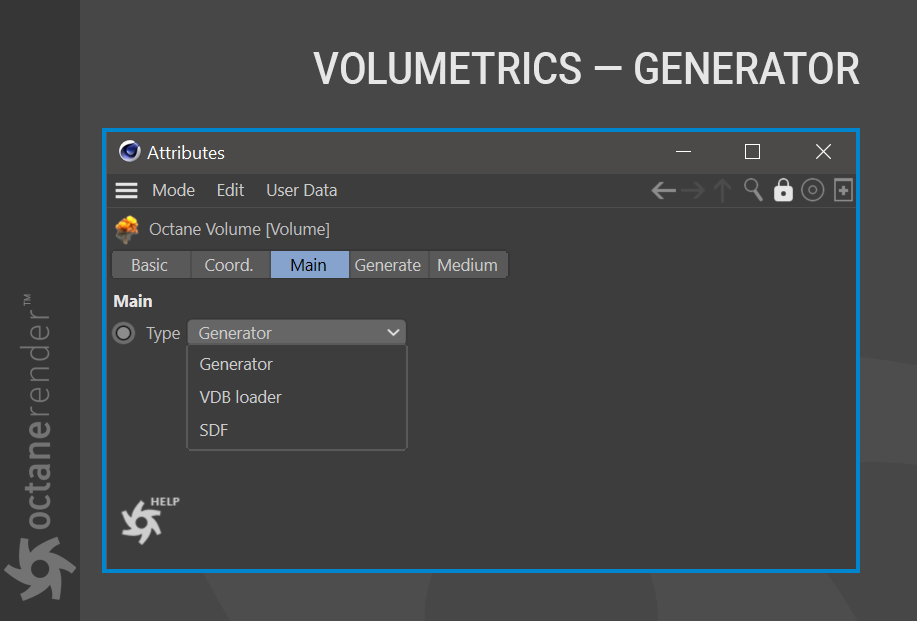 VOLUMETRICS — GENERATOR
Attributes
Mode Edit User Data
Octane Volume [Volume]
Basic Coord. Main Generate Medium
Main
Type Generator
Generator
VDB loader
SDF
HELP
octanerender™